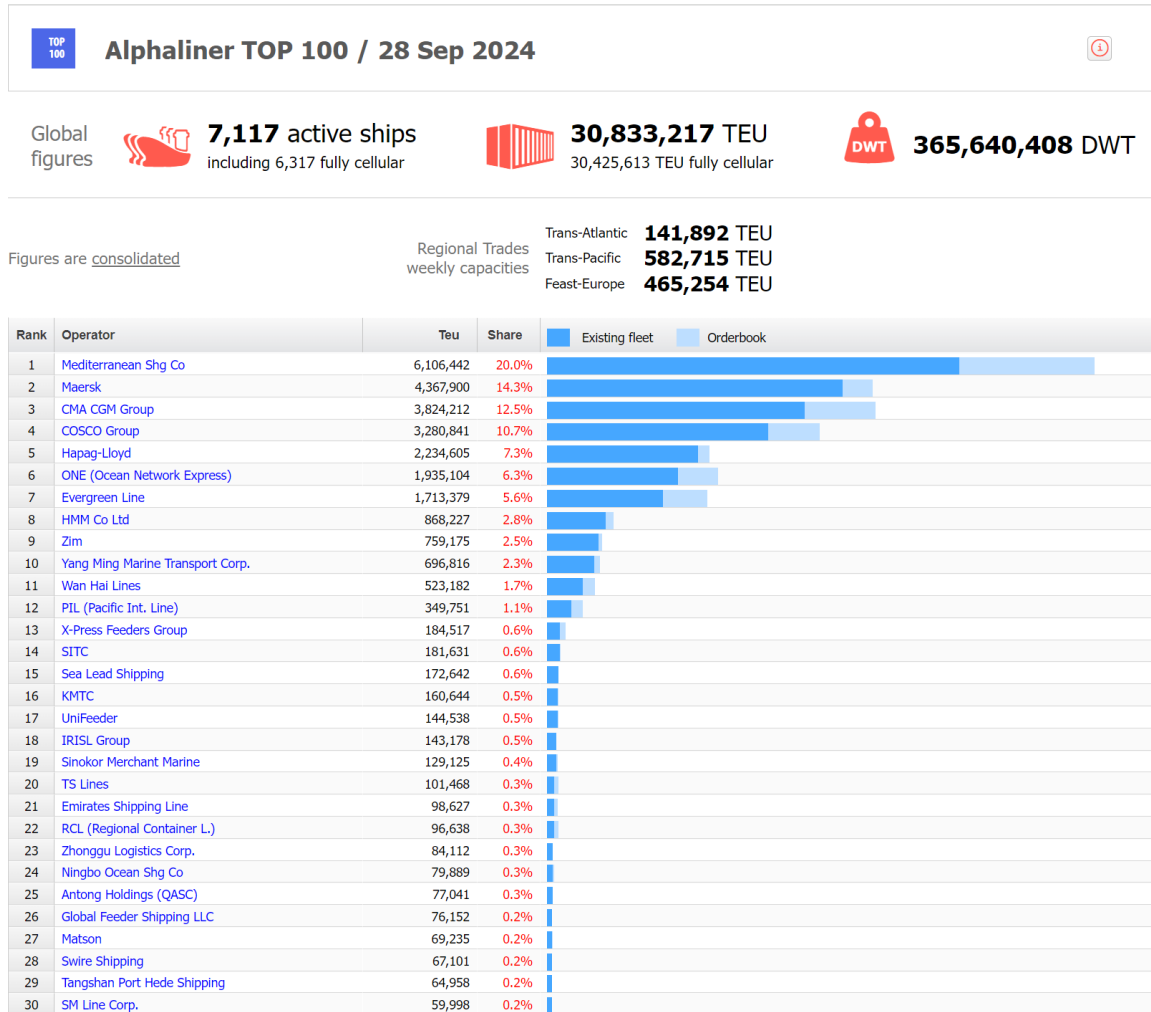 TOP
100
Alphaliner TOP 100 / 28 Sep 2024
Global
figures
7,117 active ships
including 6,317 fully cellular
30,833,217 TEU
30,425,613 TEU fully cellular
DWT
365,640,408 DWT
Figures are consolidated
Regional Trades
weekly capacities
Trans-Atlantic 141,892 TEU
Trans-Pacific 582,715 TEU
Feast-Europe 465,254 TEU
Rank Operator Teu Share Existing fleet Orderbook
1 Mediterranean Shg Co 6,106,442 20.0%
2 Maersk 4,367,900 14.3%
3 CMA CGM Group 3,824,212 12.5%
4 COSCO Group 3,280,841 10.7%
5 Hapag-Lloyd 2,234,605 7.3%
6 ONE (Ocean Network Express) 1,935,104 6.3%
7 Evergreen Line 1,713,379 5.6%
8 HMM Co Ltd 868,227 2.8%
9 Zim 759,175 2.5%
10 Yang Ming Marine Transport Corp. 696,816 2.3%
11 Wan Hai Lines 523,182 1.7%
12 PIL (Pacific Int. Line) 349,751 1.1%
13 X-Press Feeders Group 184,517 0.6%
14 SITC 181,631 0.6%
15 Sea Lead Shipping 172,642 0.6%
16 KMTC 160,644 0.5%
17 UniFeeder 144,538 0.5%
18 IRISL Group 143,178 0.5%
19 Sinokor Merchant Marine 129,125 0.4%
20 TS Lines 101,468 0.3%
21 Emirates Shipping Line 98,627 0.3%
22 RCL (Regional Container L.) 96,638 0.3%
23 Zhonggu Logistics Corp. 84,112 0.3%
24 Ningbo Ocean Shg Co 79,889 0.3%
25 Antong Holdings (QASC) 77,041 0.3%
26 Global Feeder Shipping LLC 76,152 0.2%
27 Matson 69,235 0.2%
28 Swire Shipping 67,101 0.2%
29 Tangshan Port Hede Shipping 64,958 0.2%
30 SM Line Corp. 59,998 0.2%